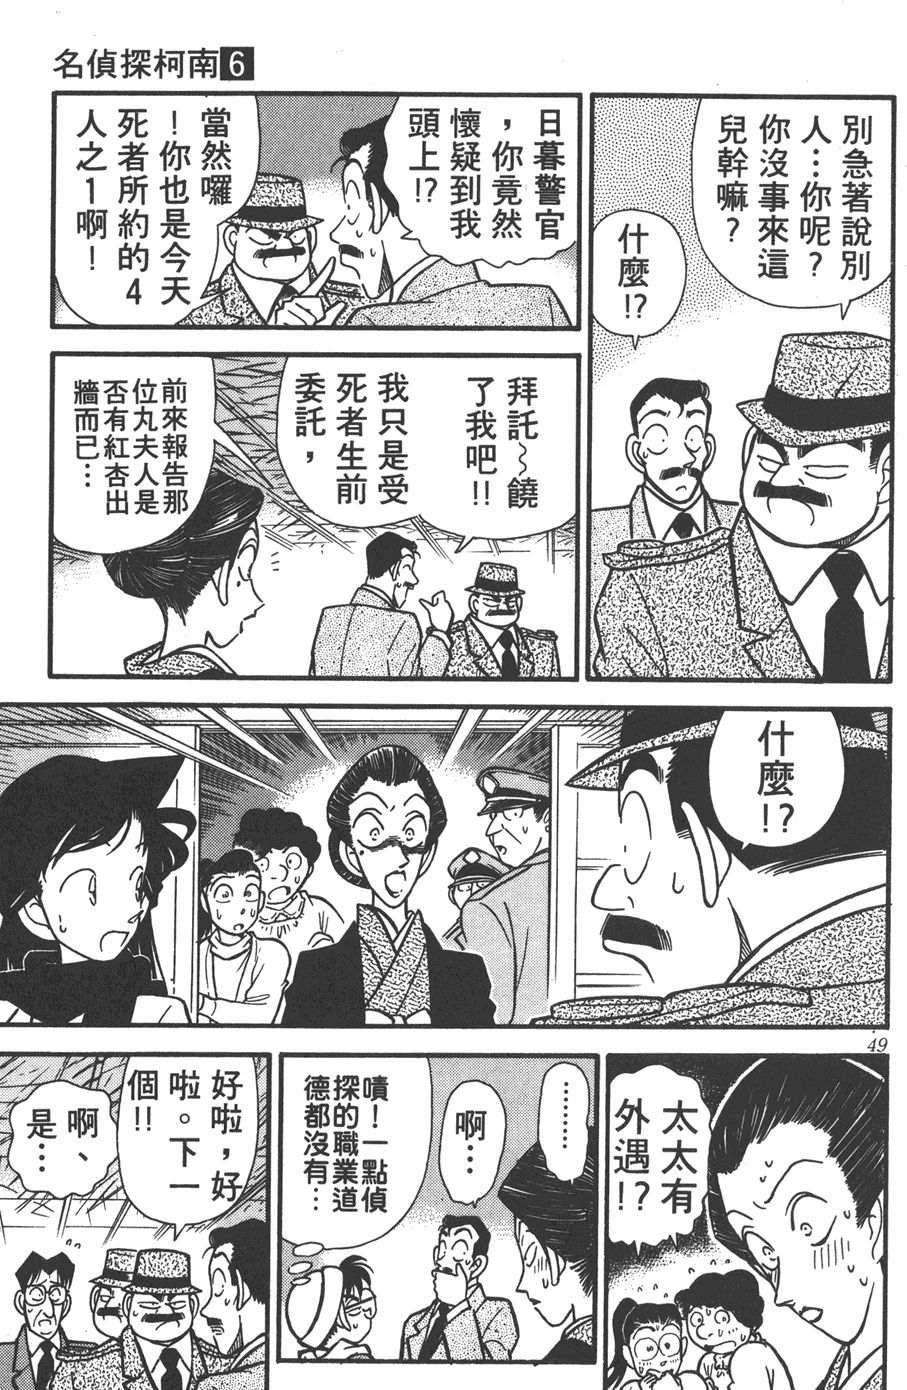 名偵探柯南6
別急著說別
人…你呢？
你沒事來這
兒幹嘛？
什麼!?
日暮警官
，你竟然
懷疑到我
頭上!?
當然囉
！你也是今天
死者所約的4
人之1啊！
拜託～饒
了我吧!!
我只是受
死者生前
委託，
前來報告那
位丸夫人是
否有紅杏出
牆而已…
什麼!?
49
太太有
外遇!?
………
啊…
嘖！一點偵
探的職業道
德都沒有…
好啦，好
啦。下一
個!!
啊、
是…